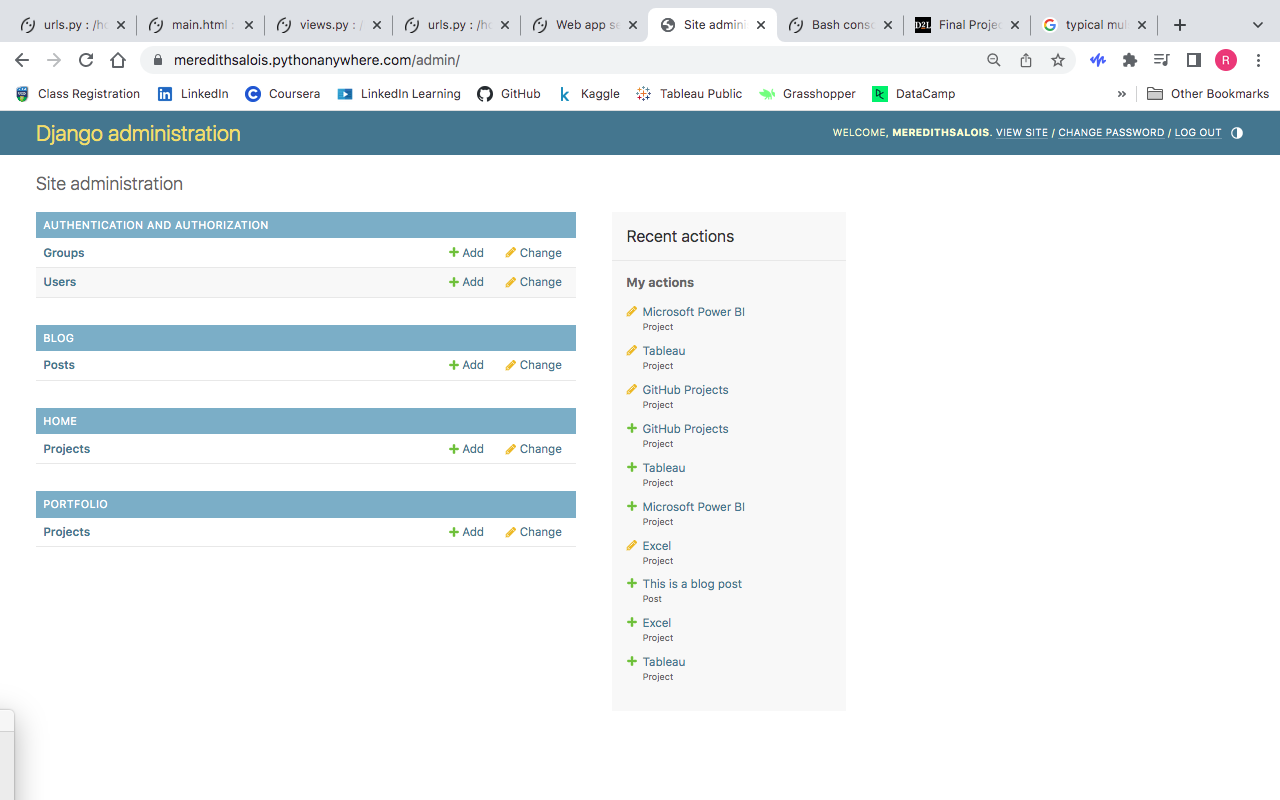 urls.py : /ho
main.html :
views.py : /
urls.py : /ho
Web app se
Site admini
Bash conso
D2L
Final Projec
typical mul
meredithsalois.pythonanywhere.com/admin/
R
Class Registration
LinkedIn
Coursera
LinkedIn Learning
GitHub
Kaggle
Tableau Public
Grasshopper
DataCamp
»
Other Bookmarks
Django administration
WELCOME, MEREDITHSALOIS. VIEW SITE / CHANGE PASSWORD / LOG OUT
Site administration
AUTHENTICATION AND AUTHORIZATION
Groups Add Change
Users Add Change
BLOG
Posts Add Change
HOME
Projects Add Change
PORTFOLIO
Projects Add Change
Recent actions
My actions
Microsoft Power BI
Project
Tableau
Project
GitHub Projects
Project
GitHub Projects
Project
Tableau
Project
Microsoft Power BI
Project
Excel
Project
This is a blog post
Post
Excel
Project
Tableau
Project